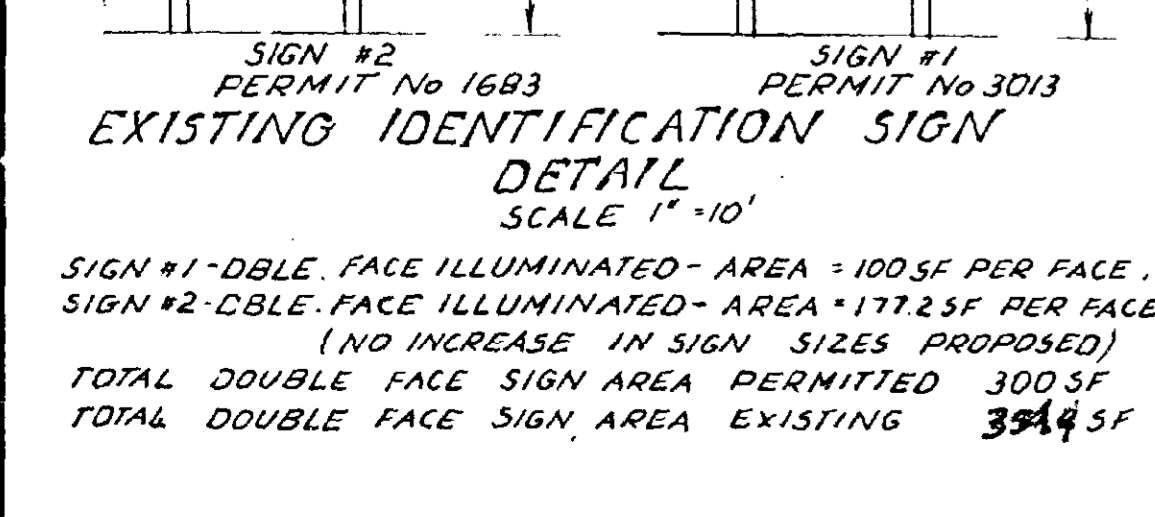 SIGN #2
PERMIT No 1683
SIGN #1
PERMIT No 3013
EXISTING IDENTIFICATION SIGN
DETAIL
SCALE 1" = 10'
SIGN #1 - DBLE. FACE ILLUMINATED - AREA = 100 SF PER FACE.
SIGN #2 - DBLE. FACE ILLUMINATED - AREA = 177.2 SF PER FACE
(NO INCREASE IN SIGN SIZES PROPOSED)
TOTAL DOUBLE FACE SIGN AREA PERMITTED 300 SF
TOTAL DOUBLE FACE SIGN AREA EXISTING SF